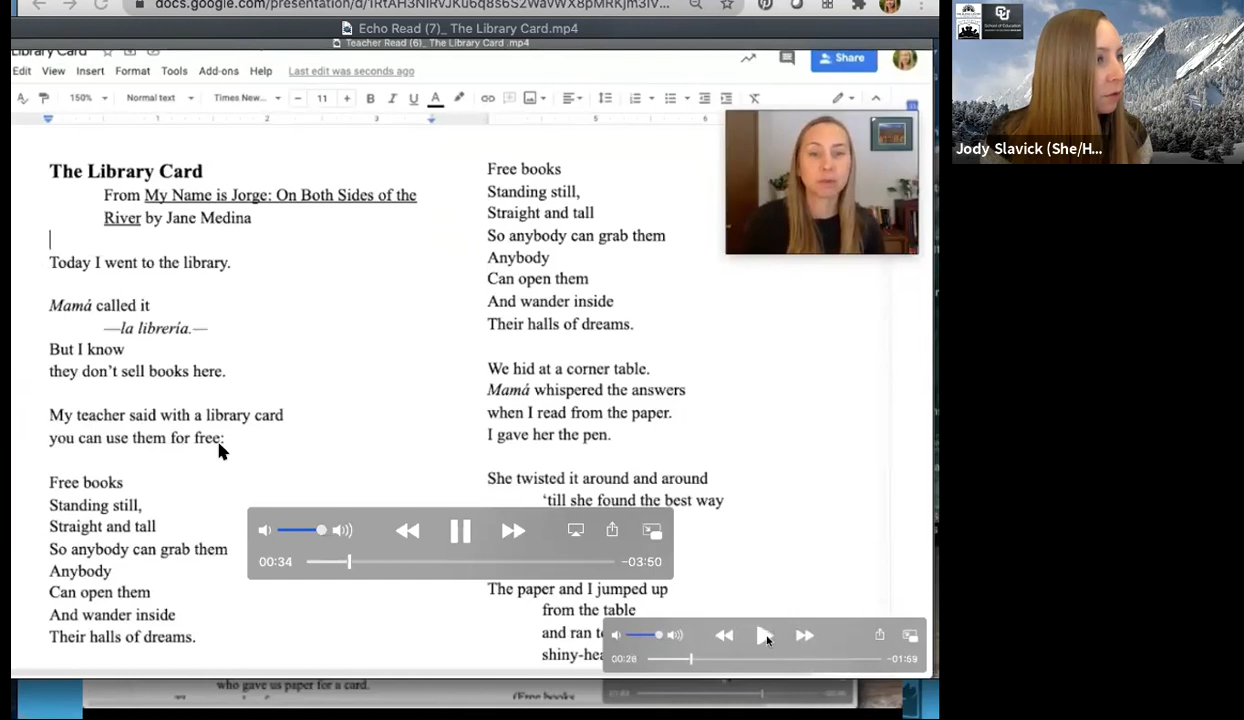 Echo Read (7)_ The Library Card.mp4
Teacher Read (6)_ The Library Card .mp4
Library Card
Edit View Insert Format Tools Add-ons Help Last edit was seconds ago
Share
150% Normal text Times New... 11 B I U A
2 3 5 6
The Library Card
From My Name is Jorge: On Both Sides of the
River by Jane Medina
Today I went to the library.
Mamá called it
—la librería.—
But I know
they don't sell books here.
My teacher said with a library card
you can use them for free:
Free books
Standing still,
Straight and tall
So anybody can grab them
Anybody
Can open them
And wander inside
Their halls of dreams.
Free books
Standing still,
Straight and tall
So anybody can grab them
Anybody
Can open them
And wander inside
Their halls of dreams.
We hid at a corner table.
Mamá whispered the answers
when I read from the paper.
I gave her the pen.
She twisted it around and around
'till she found the best way
The paper and I jumped up
from the table
and ran
shiny-
00:34 −03:50
00:28 −01:59
who gave us paper for a card.
(Free books
CU School of Education
Jody Slavick (She/H...